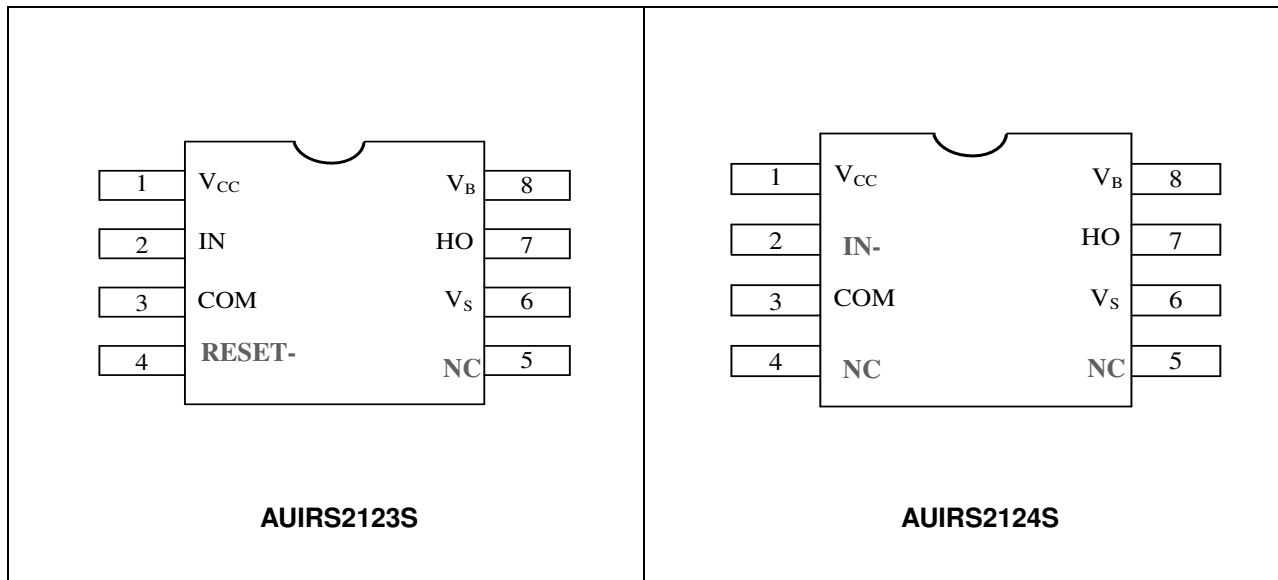 1 VCC VB 8
2 IN HO 7
3 COM VS 6
4 RESET- NC 5
AUIRS2123S
1 VCC VB 8
2 IN- HO 7
3 COM VS 6
4 NC NC 5
AUIRS2124S